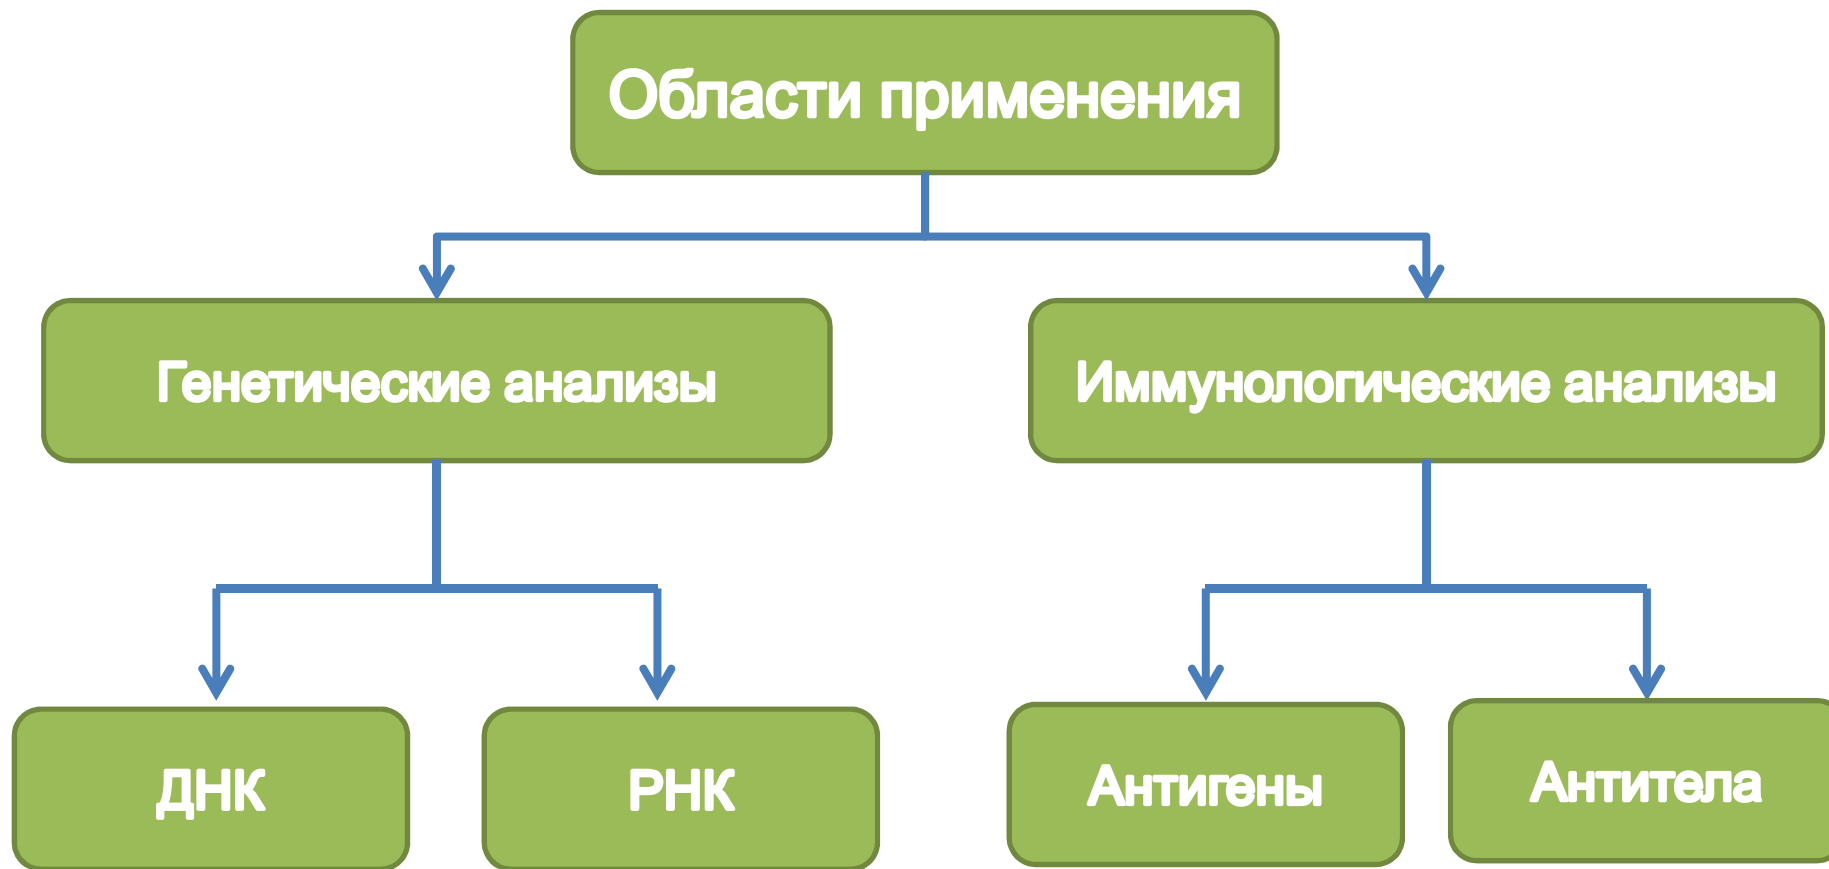 Области применения
Генетические анализы
Иммунологические анализы
ДНК
РНК
Антигены
Антитела